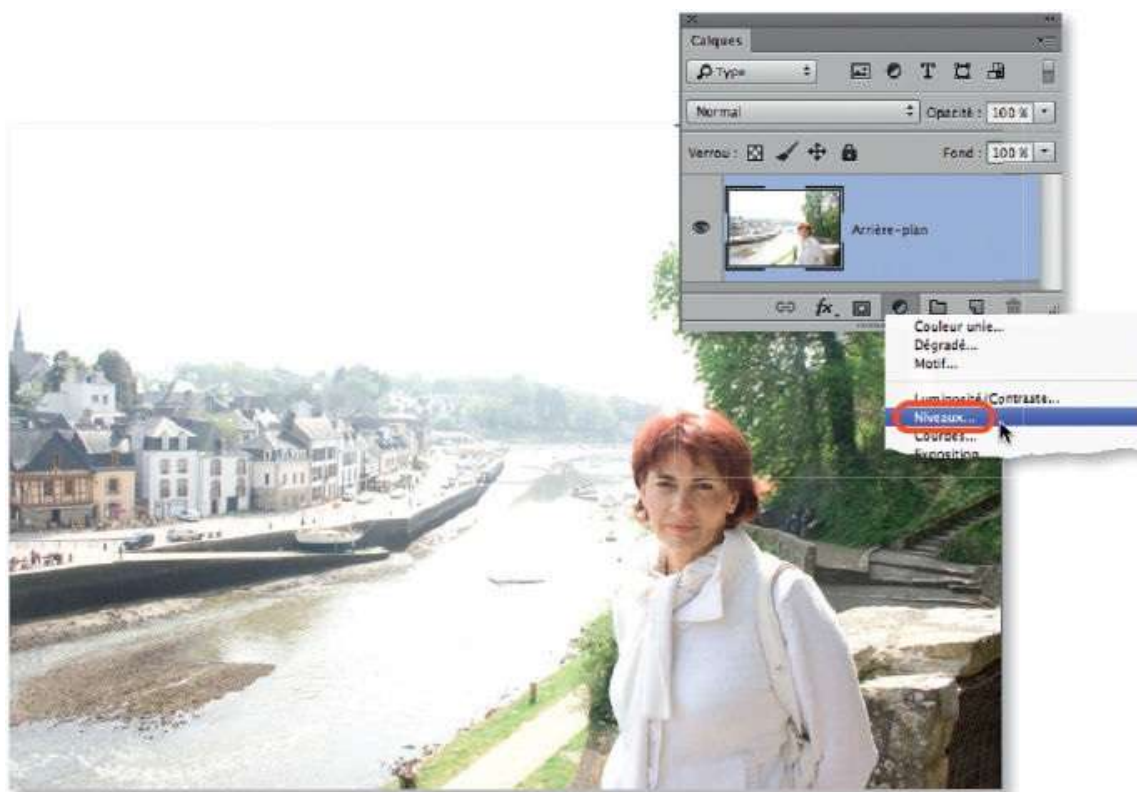 Calques
Type
Normal
Opacité : 100 %
Verrou :
Fond : 100 %
Arrière-plan
fx
Couleur unie...
Dégradé...
Motif...
Luminosité/Contraste...
Niveaux...
Courbes...
Exposition